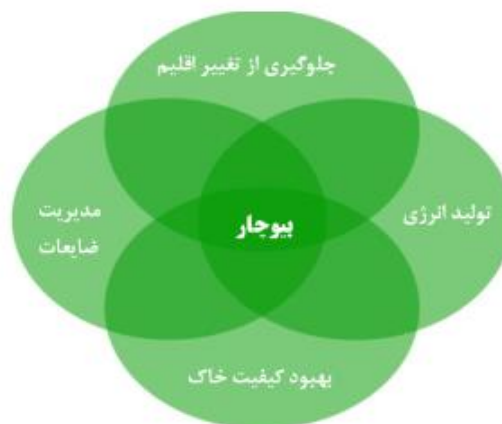 جلوگیری از تغییر اقلیم
تولید انرژی
بیوچار
مدیریت
ضایعات
بهبود کیفیت خاک